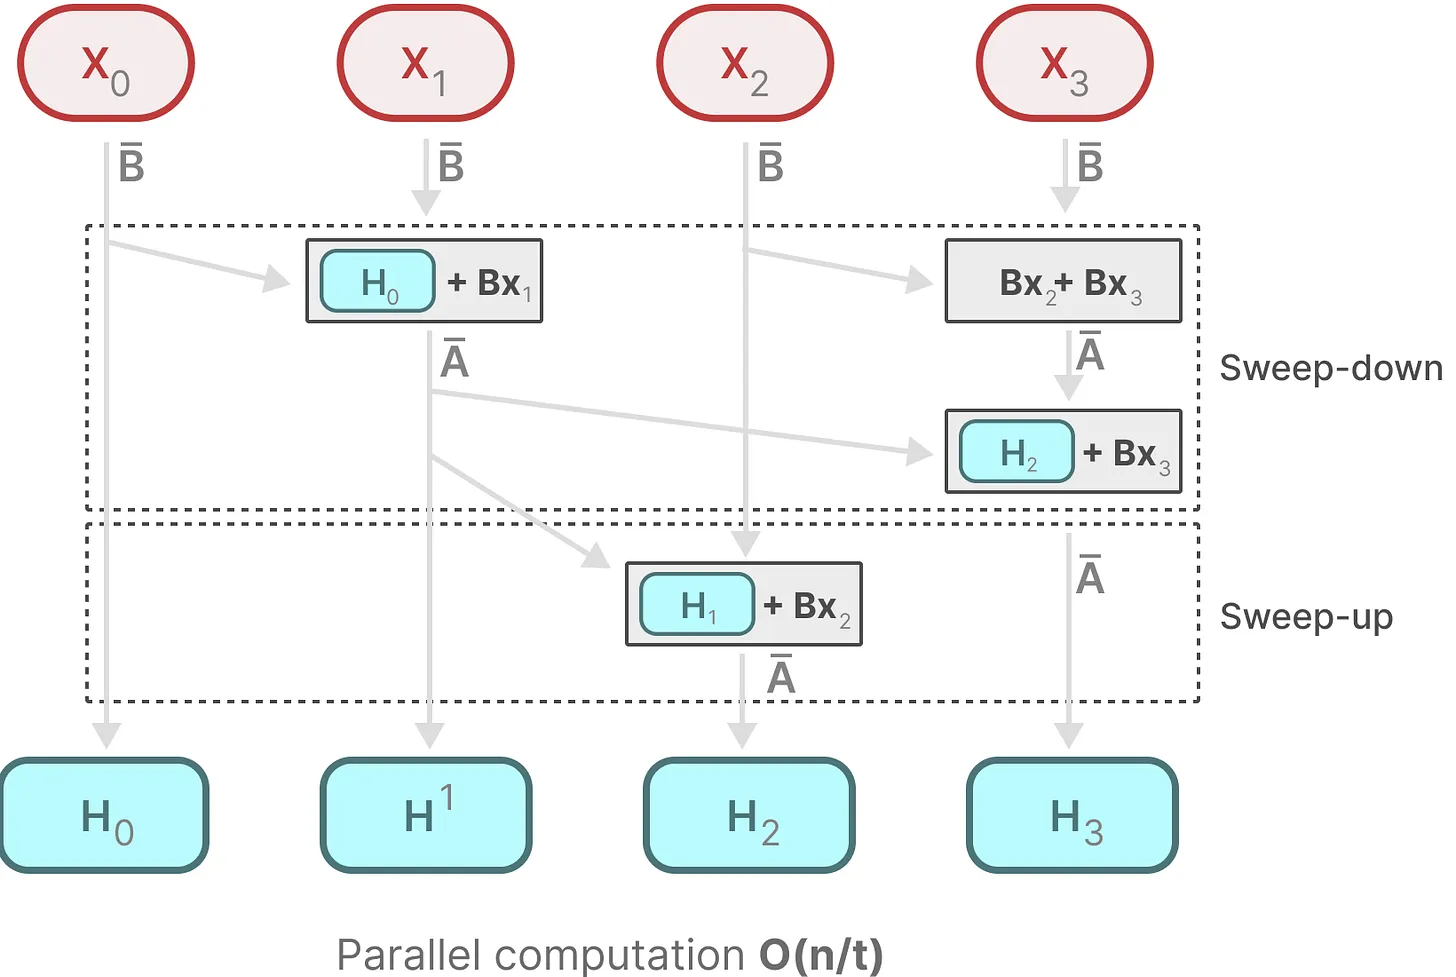 X₀ X₁ X₂ X₃
B̅ B̅ B̅ B̅
H₀ + Bx₁ Bx₂+ Bx₃
A̅ A̅
Sweep-down
H₂ + Bx₃
A̅
H₁ + Bx₂
Sweep-up
A̅
H₀ H¹ H₂ H₃
Parallel computation O(n/t)